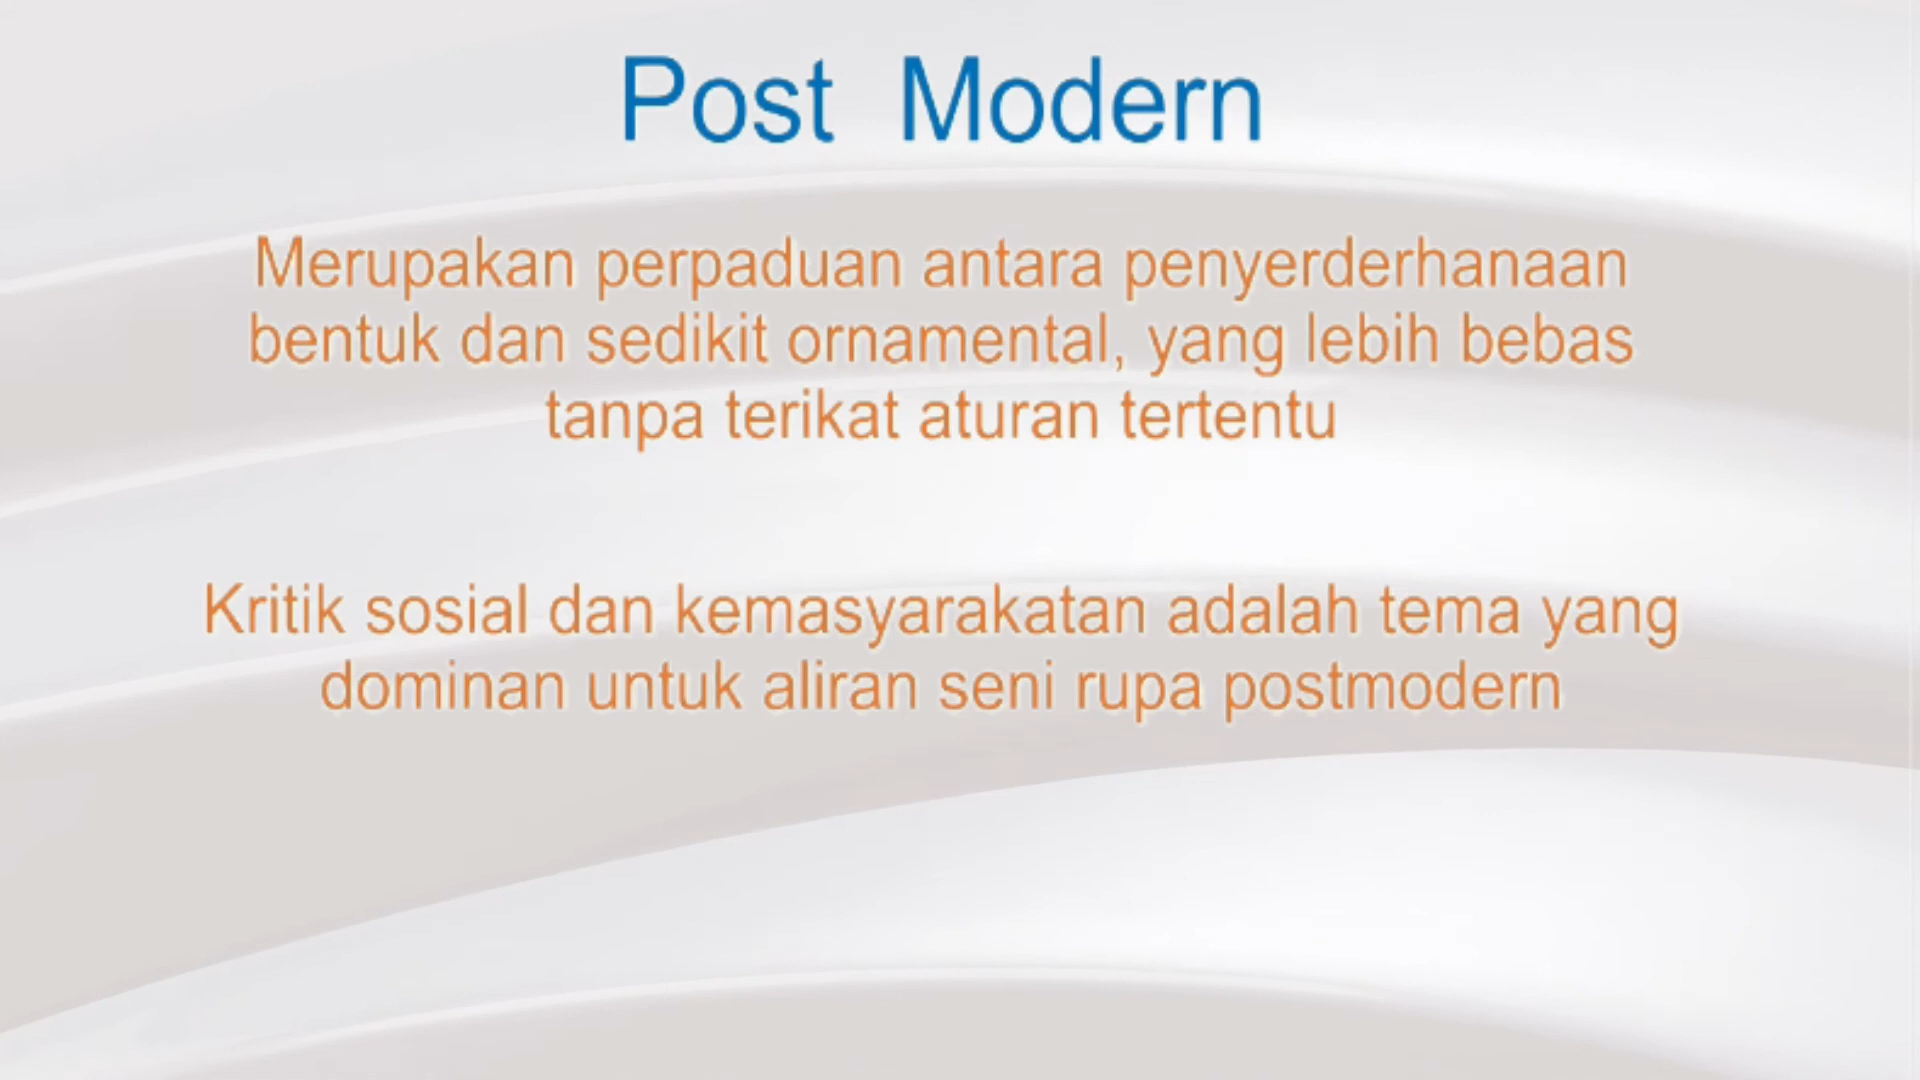 Post Modern
Merupakan perpaduan antara penyerderhanaan
bentuk dan sedikit ornamental, yang lebih bebas
tanpa terikat aturan tertentu
Kritik sosial dan kemasyarakatan adalah tema yang
dominan untuk aliran seni rupa postmodern